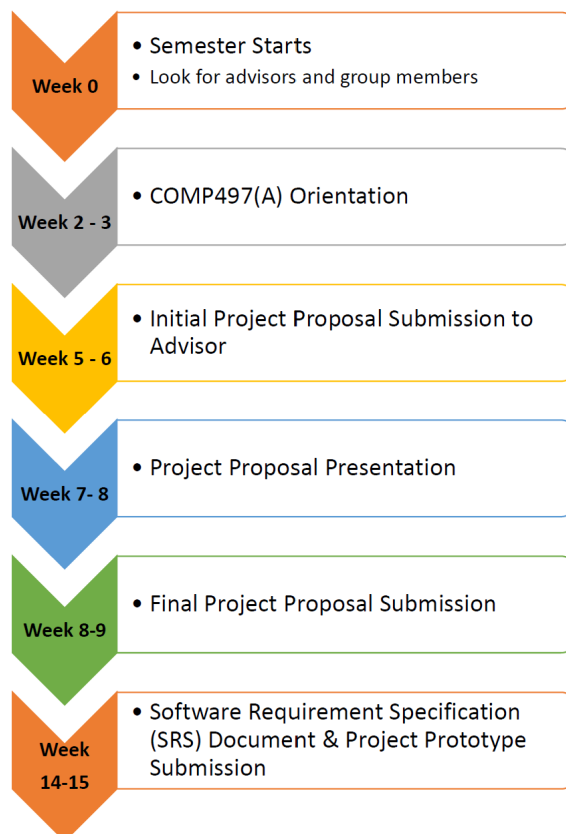 Week 0
• Semester Starts
• Look for advisors and group members
Week 2 - 3
• COMP497(A) Orientation
Week 5 - 6
• Initial Project Proposal Submission to
Advisor
Week 7- 8
• Project Proposal Presentation
Week 8-9
• Final Project Proposal Submission
Week
14-15
• Software Requirement Specification
(SRS) Document & Project Prototype
Submission